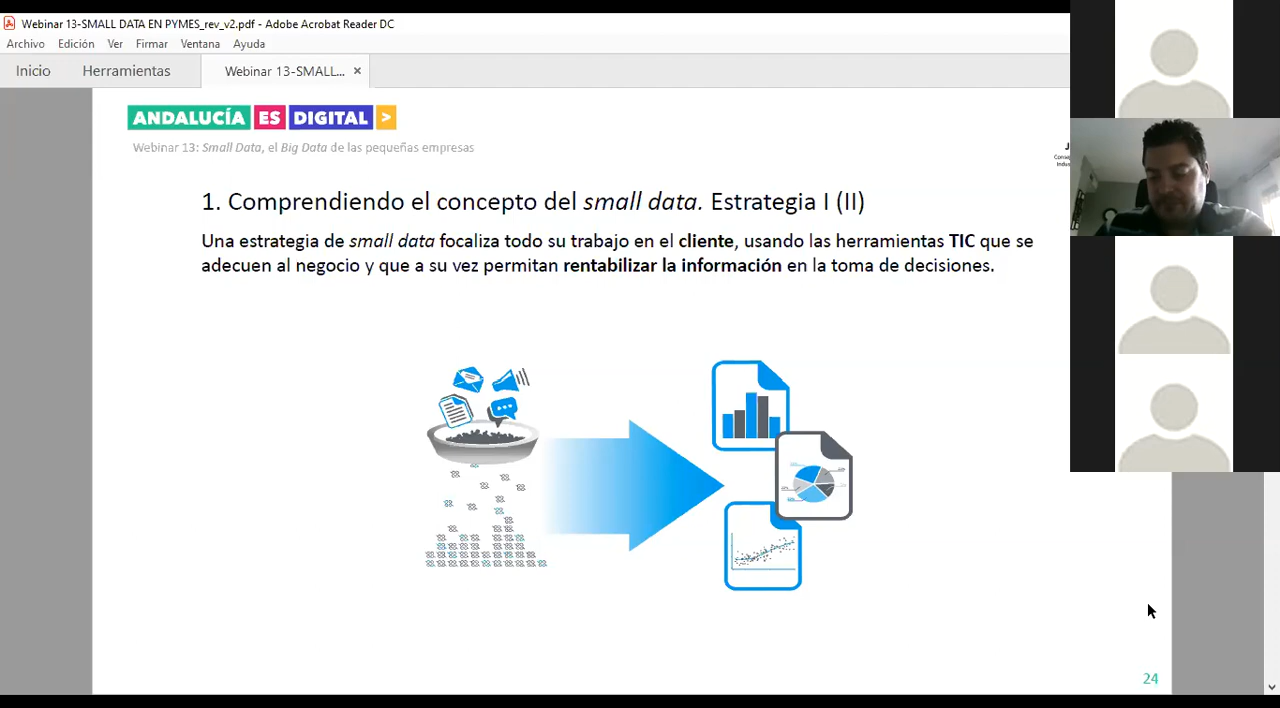 Webinar 13-SMALL DATA EN PYMES_rev_v2.pdf - Adobe Acrobat Reader DC
Archivo Edición Ver Firmar Ventana Ayuda
Inicio Herramientas Webinar 13-SMALL... ×
ANDALUCÍA ES DIGITAL >
Webinar 13: Small Data, el Big Data de las pequeñas empresas
1. Comprendiendo el concepto del small data. Estrategia I (II)
Una estrategia de small data focaliza todo su trabajo en el cliente, usando las herramientas TIC que se
adecuen al negocio y que a su vez permitan rentabilizar la información en la toma de decisiones.
24